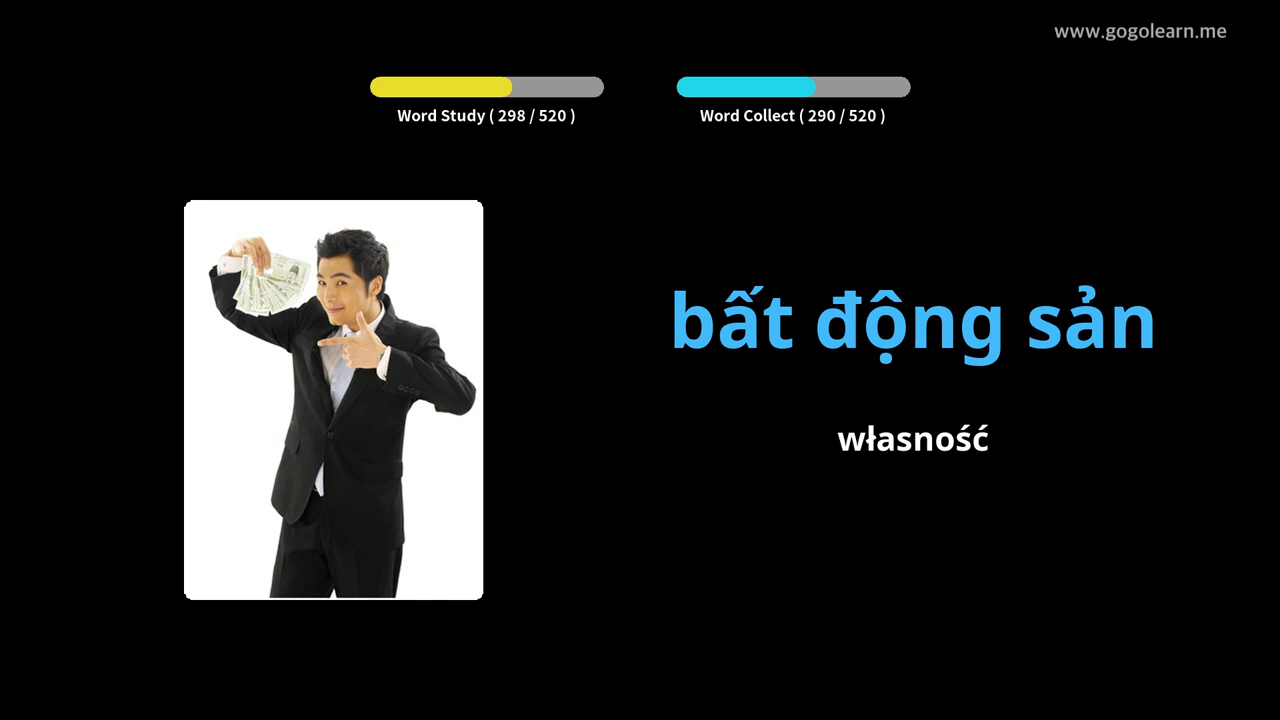 www.gogolearn.me
Word Study ( 298 / 520 )
Word Collect ( 290 / 520 )
bất động sản
własność